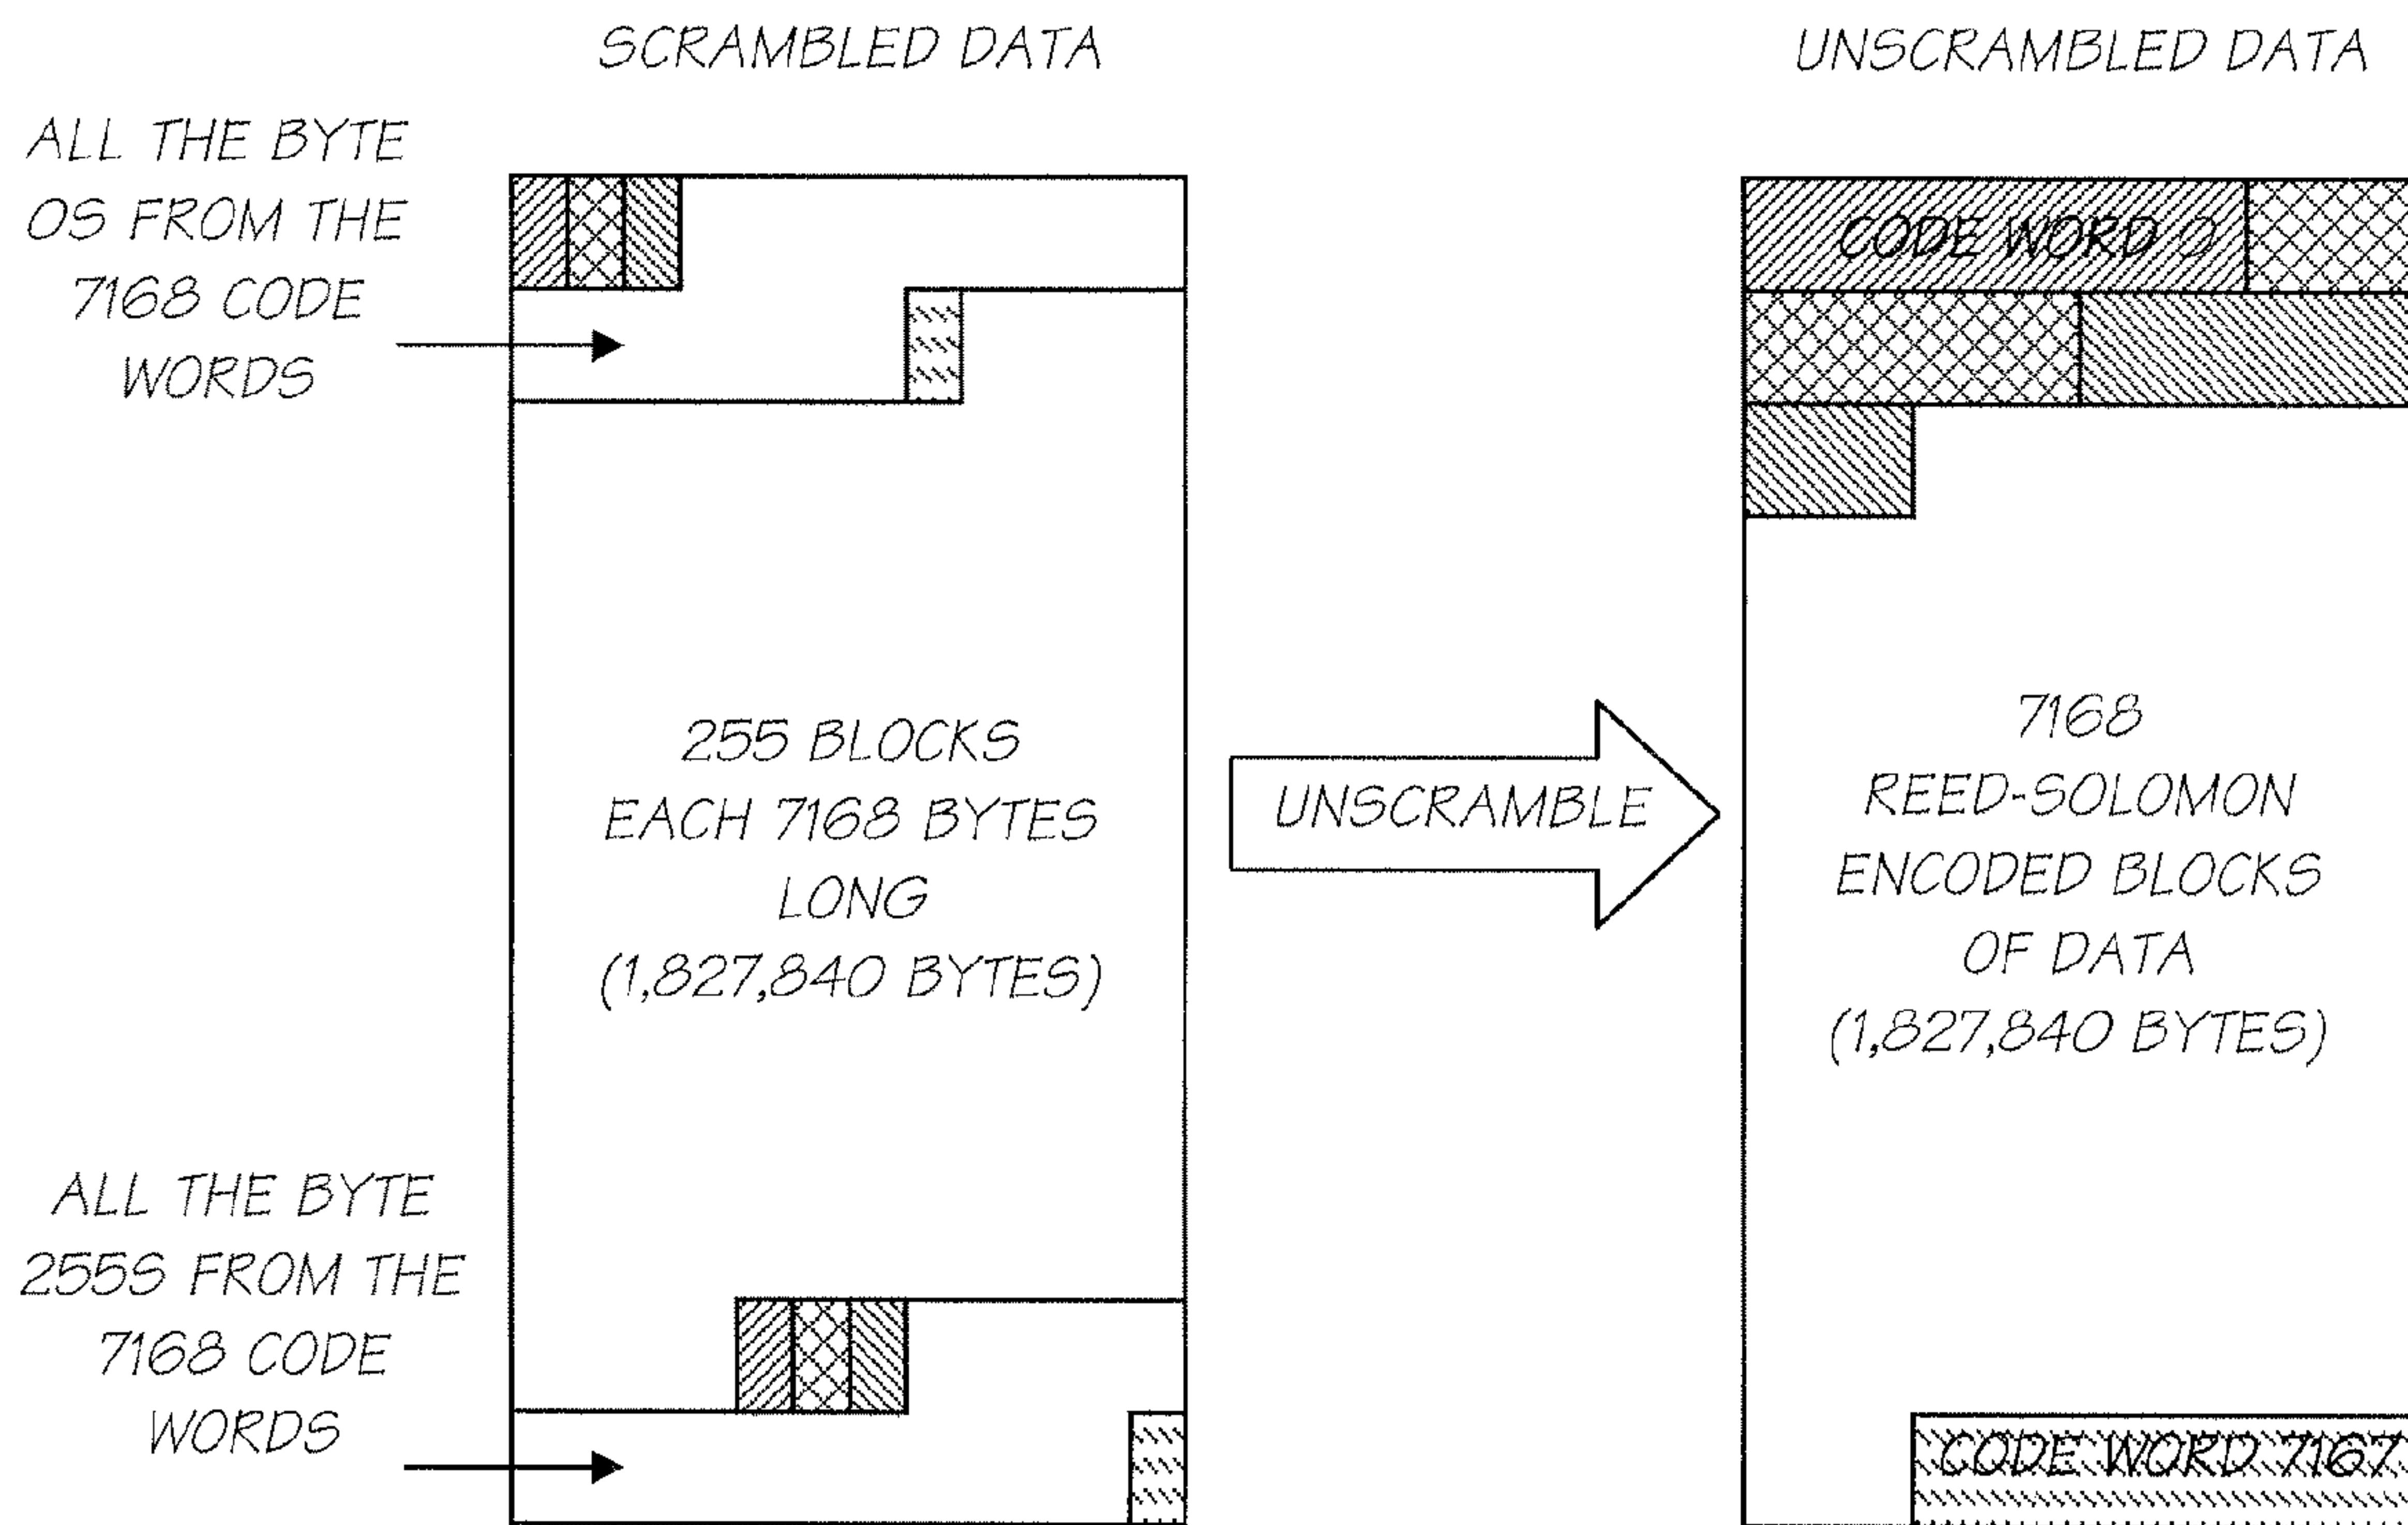 SCRAMBLED DATA
UNSCRAMBLED DATA
ALL THE BYTE
0S FROM THE
7168 CODE
WORDS
CODE WORD 0
255 BLOCKS
EACH 7168 BYTES
LONG
(1,827,840 BYTES)
UNSCRAMBLE
7168
REED-SOLOMON
ENCODED BLOCKS
OF DATA
(1,827,840 BYTES)
ALL THE BYTE
255S FROM THE
7168 CODE
WORDS
CODE WORD 7167